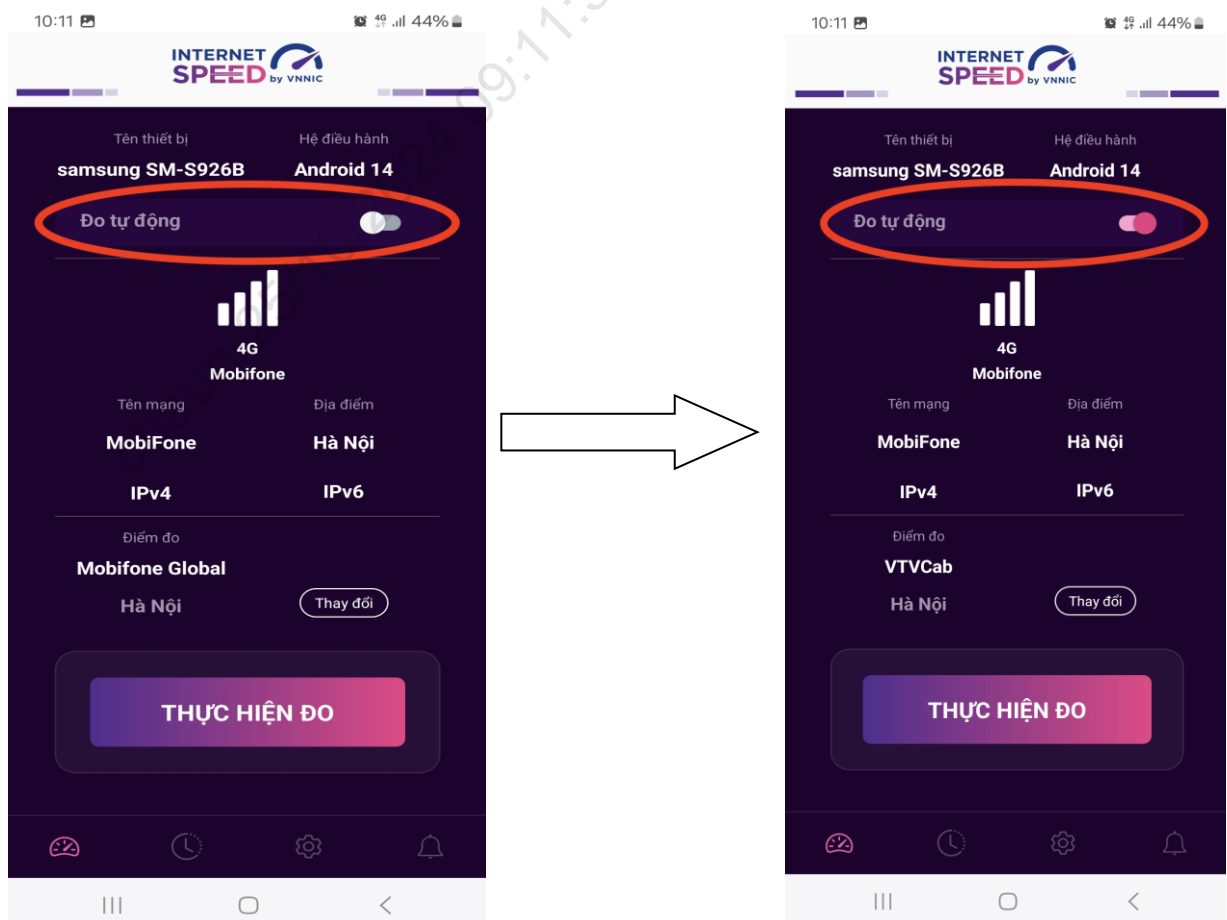 10:11 4G 44%
INTERNET
SPEED by VNNIC
Tên thiết bị Hệ điều hành
samsung SM-S926B Android 14
Đo tự động
4G
Mobifone
Tên mạng Địa điểm
MobiFone Hà Nội
IPv4 IPv6
Điểm đo
Mobifone Global
Hà Nội Thay đổi
THỰC HIỆN ĐO
10:11 4G 44%
INTERNET
SPEED by VNNIC
Tên thiết bị Hệ điều hành
samsung SM-S926B Android 14
Đo tự động
4G
Mobifone
Tên mạng Địa điểm
MobiFone Hà Nội
IPv4 IPv6
Điểm đo
VTVCab
Hà Nội Thay đổi
THỰC HIỆN ĐO